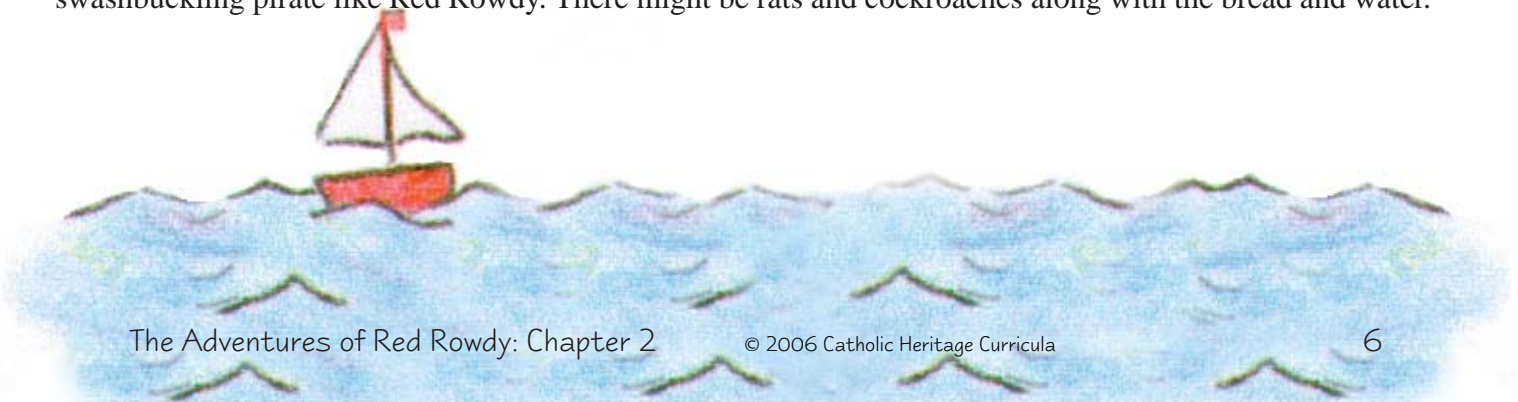 swashbuckling pirate like Red Rowdy. There might be rats and cockroaches along with the bread and water.
The Adventures of Red Rowdy: Chapter 2 © 2006 Catholic Heritage Curricula 6